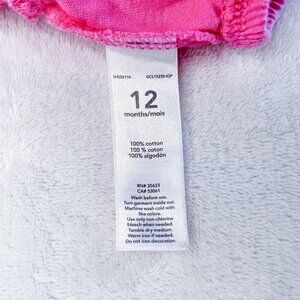 12
months/mois
100% cotton
100 % coton
100% algodón
RN# 35623
CA# 53061
Wash before use.
Turn garment inside out.
Machine wash cold with
like colors.
Use only non-chlorine
bleach if needed.
Tumble dry medium.
Warm iron if needed.
Do not iron decoration.